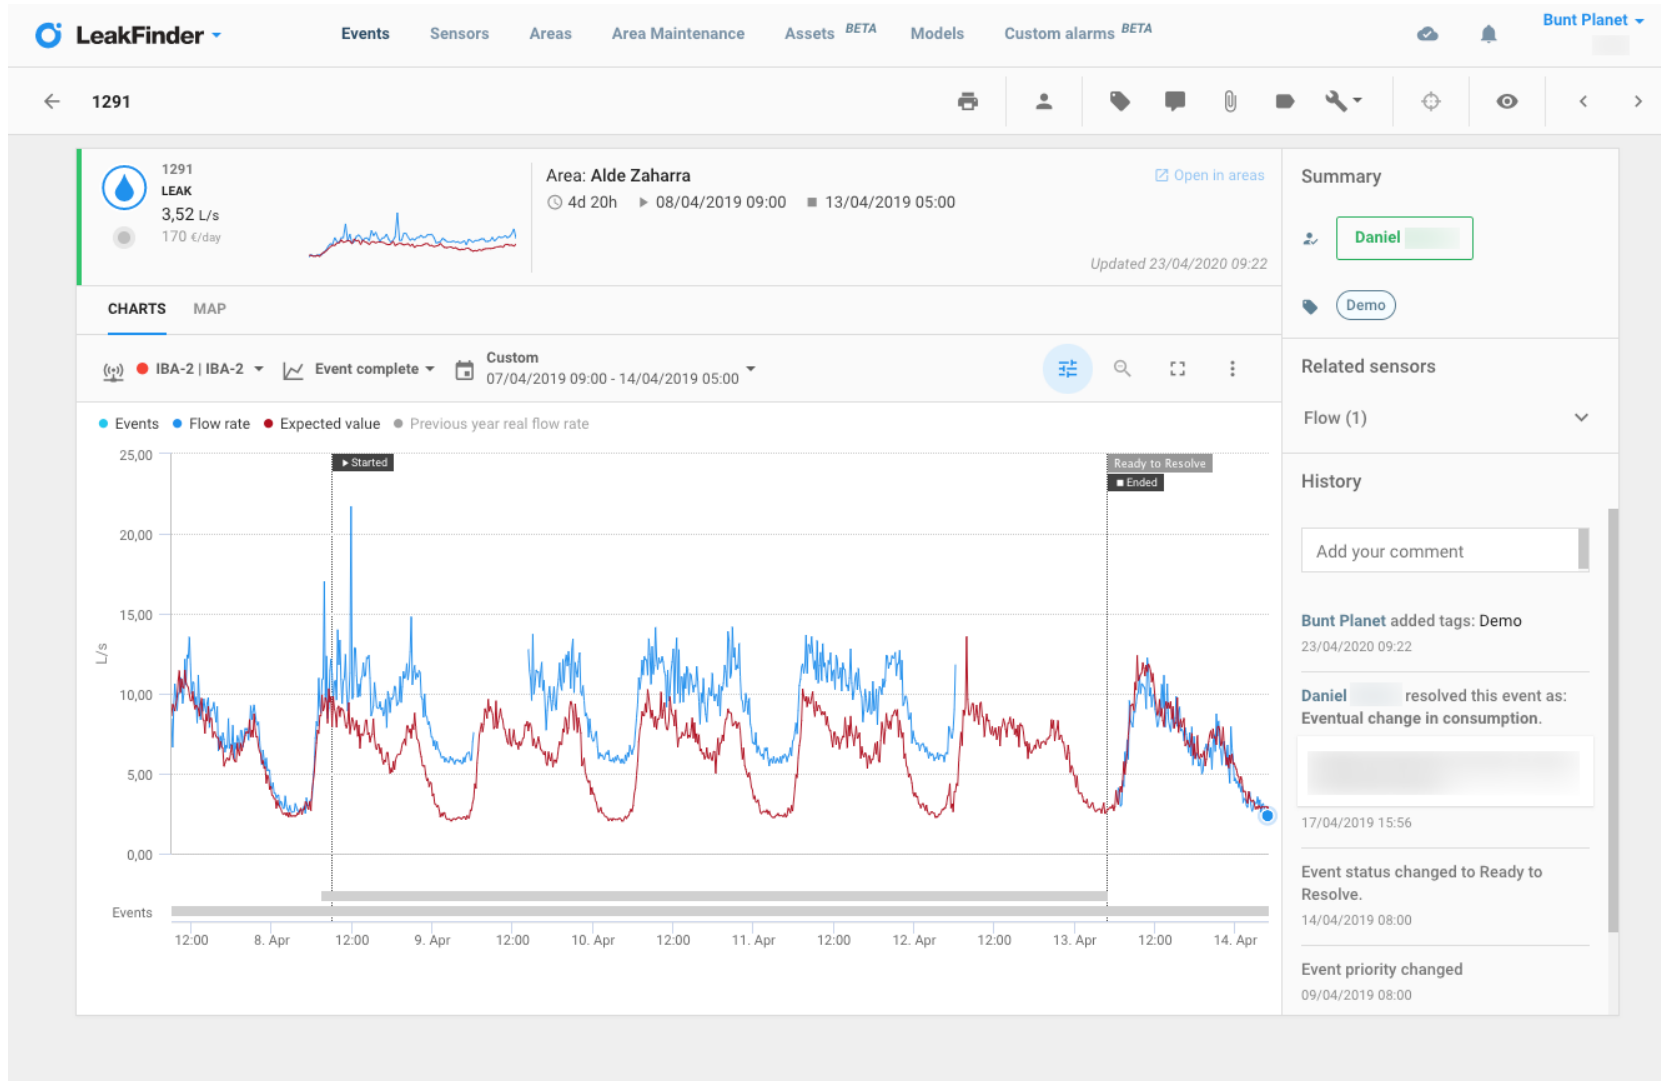 LeakFinder
Events Sensors Areas Area Maintenance Assets BETA Models Custom alarms BETA
Bunt Planet
1291
1291
LEAK
3,52 L/s
170 €/day
Area: Alde Zaharra
4d 20h 08/04/2019 09:00 13/04/2019 05:00
Open in areas
Updated 23/04/2020 09:22
CHARTS MAP
IBA-2 | IBA-2 Event complete
Custom
07/04/2019 09:00 - 14/04/2019 05:00
Events Flow rate Expected value Previous year real flow rate
25,00
20,00
15,00
10,00
5,00
0,00
L/s
Started
Ready to Resolve
Ended
Events
12:00 8. Apr 12:00 9. Apr 12:00 10. Apr 12:00 11. Apr 12:00 12. Apr 12:00 13. Apr 12:00 14. Apr
Summary
Daniel
Demo
Related sensors
Flow (1)
History
Add your comment
Bunt Planet added tags: Demo
23/04/2020 09:22
Daniel resolved this event as:
Eventual change in consumption.
17/04/2019 15:56
Event status changed to Ready to
Resolve.
14/04/2019 08:00
Event priority changed
09/04/2019 08:00